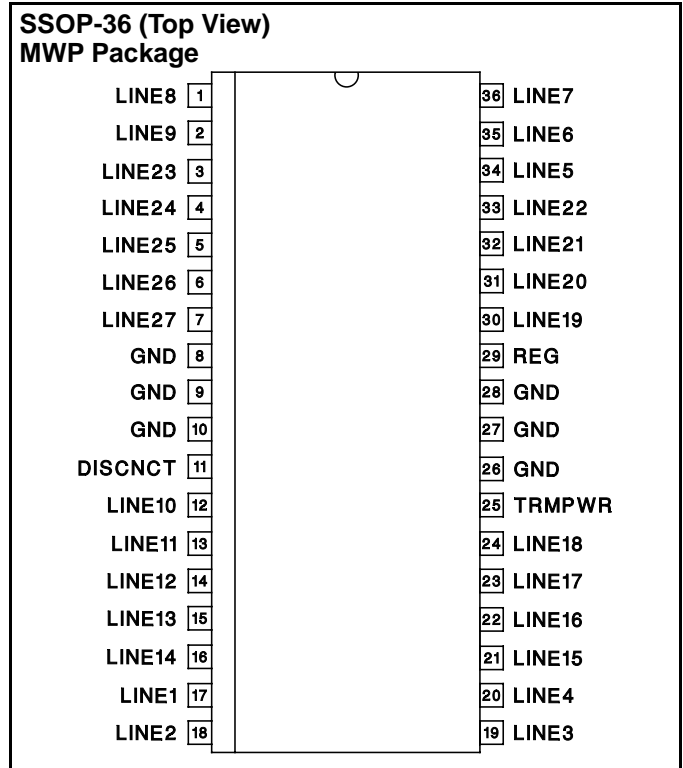 SSOP-36 (Top View)
MWP Package
LINE8 1 36 LINE7
LINE9 2 35 LINE6
LINE23 3 34 LINE5
LINE24 4 33 LINE22
LINE25 5 32 LINE21
LINE26 6 31 LINE20
LINE27 7 30 LINE19
GND 8 29 REG
GND 9 28 GND
GND 10 27 GND
DISCNCT 11 26 GND
LINE10 12 25 TRMPWR
LINE11 13 24 LINE18
LINE12 14 23 LINE17
LINE13 15 22 LINE16
LINE14 16 21 LINE15
LINE1 17 20 LINE4
LINE2 18 19 LINE3